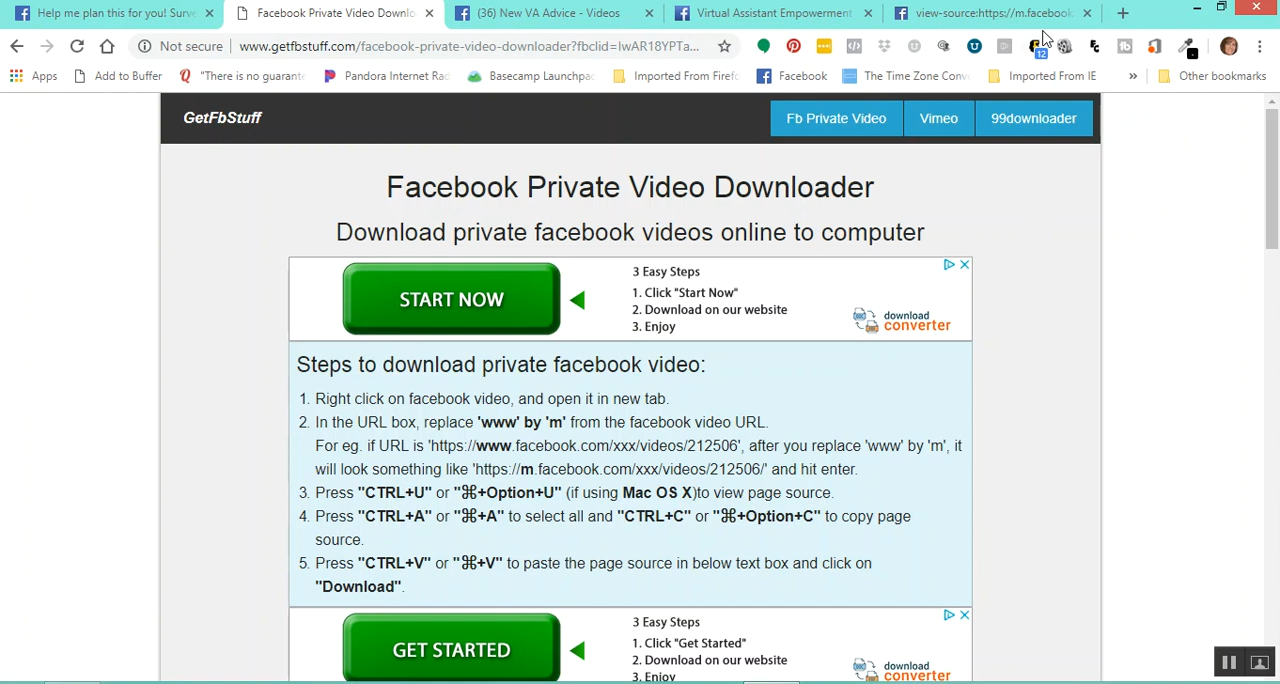 Help me plan this for you! Surve
Facebook Private Video Downlo
(36) New VA Advice - Videos
Virtual Assistant Empowerment
view-source:https://m.facebook
Not secure
www.getfbstuff.com/facebook-private-video-downloader?fbclid=IwAR18YPTa...
12
Apps
Add to Buffer
"There is no guarante
Pandora Internet Rad
Basecamp Launchpac
Imported From Firefo
Facebook
The Time Zone Conv
Imported From IE
»
Other bookmarks
GetFbStuff
Fb Private Video
Vimeo
99downloader
Facebook Private Video Downloader
Download private facebook videos online to computer
START NOW
3 Easy Steps
1. Click "Start Now"
2. Download on our website
3. Enjoy
download
converter
Steps to download private facebook video:
1. Right click on facebook video, and open it in new tab.
2. In the URL box, replace 'www' by 'm' from the facebook video URL.
For eg. if URL is 'https://www.facebook.com/xxx/videos/212506', after you replace 'www' by 'm', it
will look something like 'https://m.facebook.com/xxx/videos/212506/' and hit enter.
3. Press "CTRL+U" or "⌘+Option+U" (if using Mac OS X)to view page source.
4. Press "CTRL+A" or "⌘+A" to select all and "CTRL+C" or "⌘+Option+C" to copy page
source.
5. Press "CTRL+V" or "⌘+V" to paste the page source in below text box and click on
"Download".
GET STARTED
3 Easy Steps
1. Click "Get Started"
2. Download on our website
3. Enjoy
download
converter